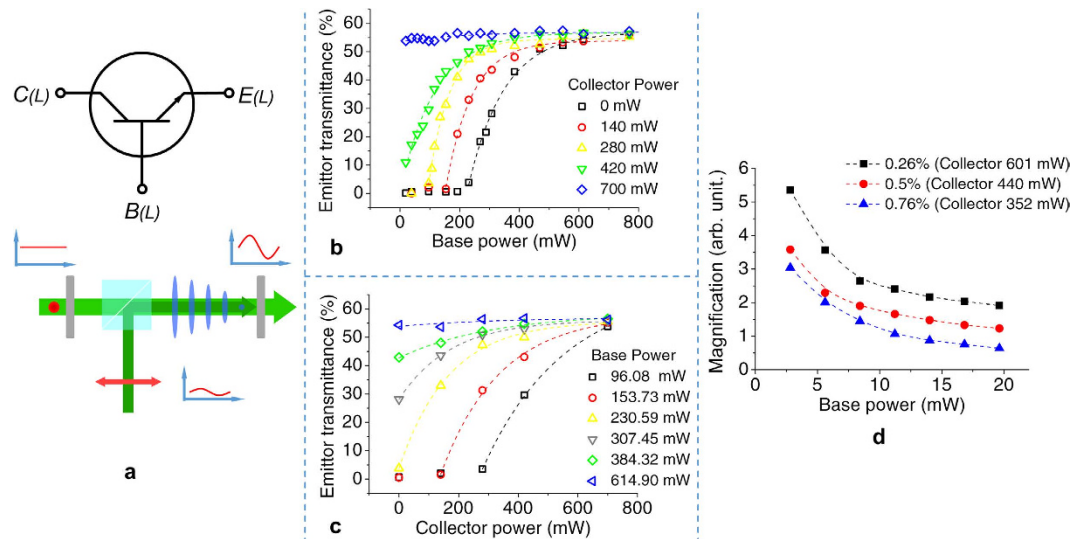 C(L)
E(L)
B(L)
a
Emittor transmittance (%)
60
50
40
30
20
10
0
Collector Power
0 mW
140 mW
280 mW
420 mW
700 mW
0 200 400 600 800
Base power (mW)
b
Emittor transmittance (%)
60
50
40
30
20
10
0
Base Power
96.08 mW
153.73 mW
230.59 mW
307.45 mW
384.32 mW
614.90 mW
0 200 400 600 800
Collector power (mW)
c
Magnification (arb. unit.)
6
5
4
3
2
1
0
0.26% (Collector 601 mW)
0.5% (Collector 440 mW)
0.76% (Collector 352 mW)
0 5 10 15 20
Base power (mW)
d